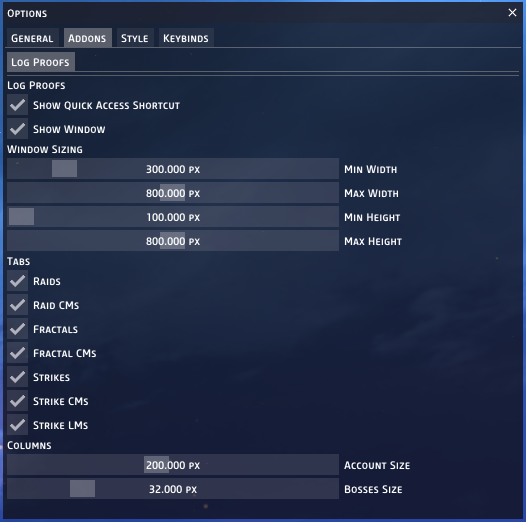 Options
General Addons Style Keybinds
Log Proofs
Log Proofs
Show Quick Access Shortcut
Show Window
Window Sizing
300.000 px Min Width
800.000 px Max Width
100.000 px Min Height
800.000 px Max Height
Tabs
Raids
Raid CMs
Fractals
Fractal CMs
Strikes
Strike CMs
Strike LMs
Columns
200.000 px Account Size
32.000 px Bosses Size